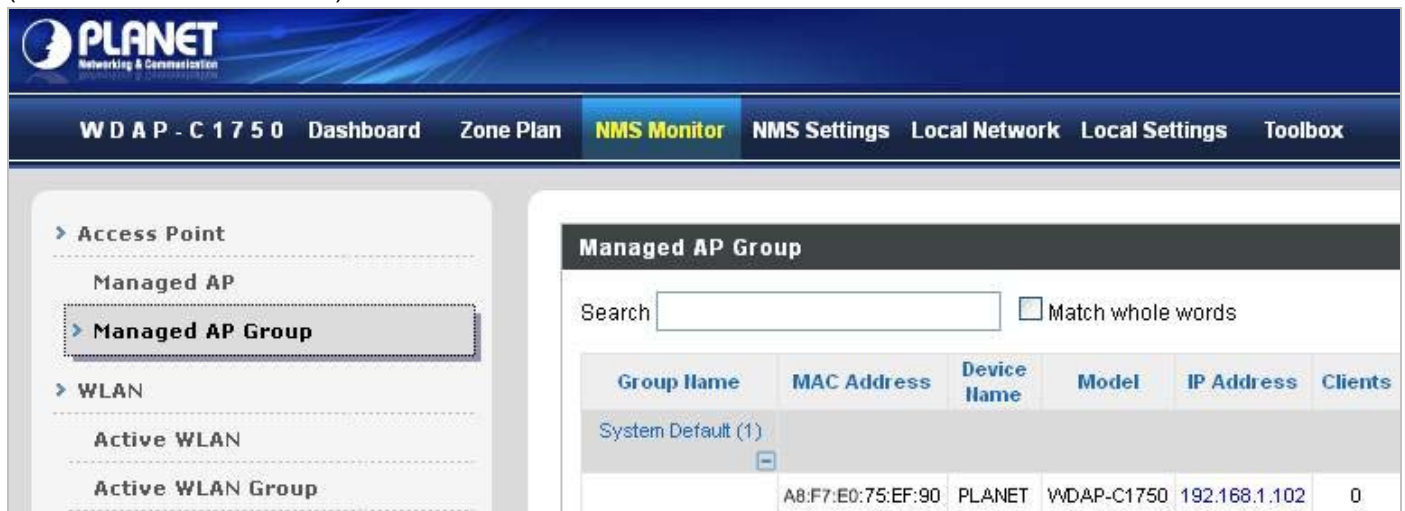 PLANET
Networking & Communication
WDAP-C1750 Dashboard Zone Plan NMS Monitor NMS Settings Local Network Local Settings Toolbox
Access Point
Managed AP
Managed AP Group
WLAN
Active WLAN
Active WLAN Group
Managed AP Group
Search Match whole words
Group Name MAC Address Device Name Model IP Address Clients
System Default (1)
A8:F7:E0:75:EF:90 PLANET WDAP-C1750 192.168.1.102 0